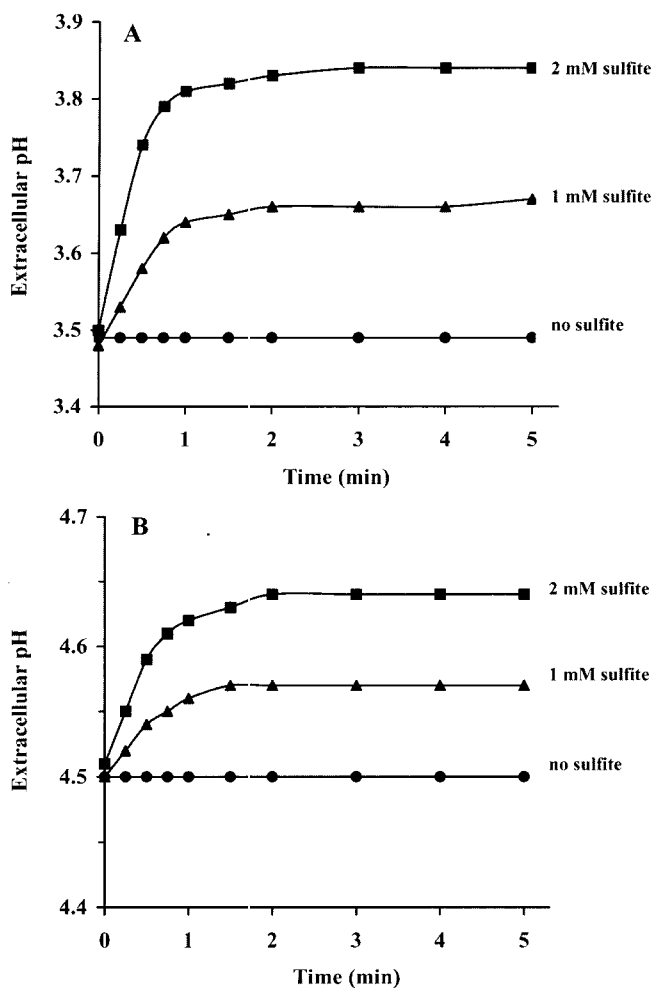 A
3.9
3.8
3.7
3.6
3.5
3.4
Extracellular pH
2 mM sulfite
1 mM sulfite
no sulfite
0 1 2 3 4 5
Time (min)
B
4.7
4.6
4.5
4.4
Extracellular pH
2 mM sulfite
1 mM sulfite
no sulfite
0 1 2 3 4 5
Time (min)